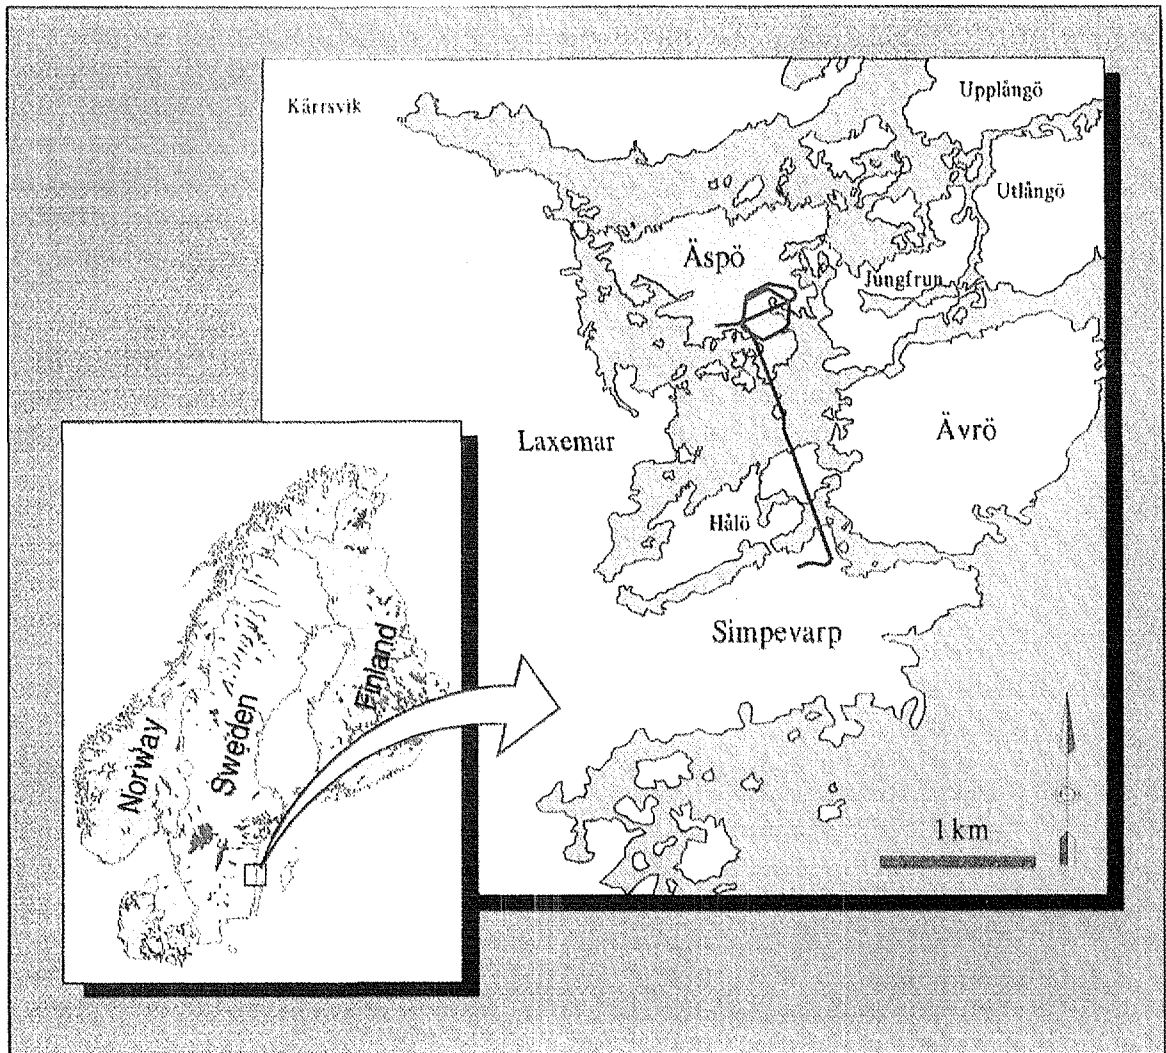 Kärrsvik
Upplångö
Utlångö
Äspö
Jungfrun
Laxemar
Ävrö
Hålö
Simpevarp
1 km
Norway
Sweden
Finland